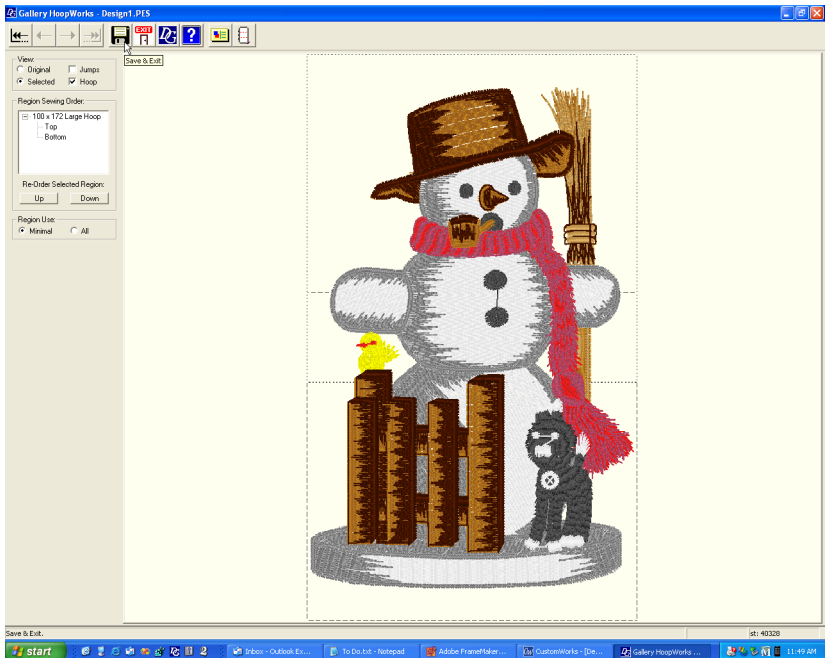 Gallery HoopWorks - Design1.PES
EXIT
DG
?
Save & Exit
View:
Original
Jumps
Selected
Hoop
Region Sewing Order:
100 x 172 Large Hoop
Top
Bottom
Re-Order Selected Region:
Up
Down
Region Use:
Minimal
All
Save & Exit.
st: 40328
start
Inbox - Outlook Ex...
To Do.txt - Notepad
Adobe FrameMaker...
CustomWorks - [De...
Gallery HoopWorks ...
11:49 AM